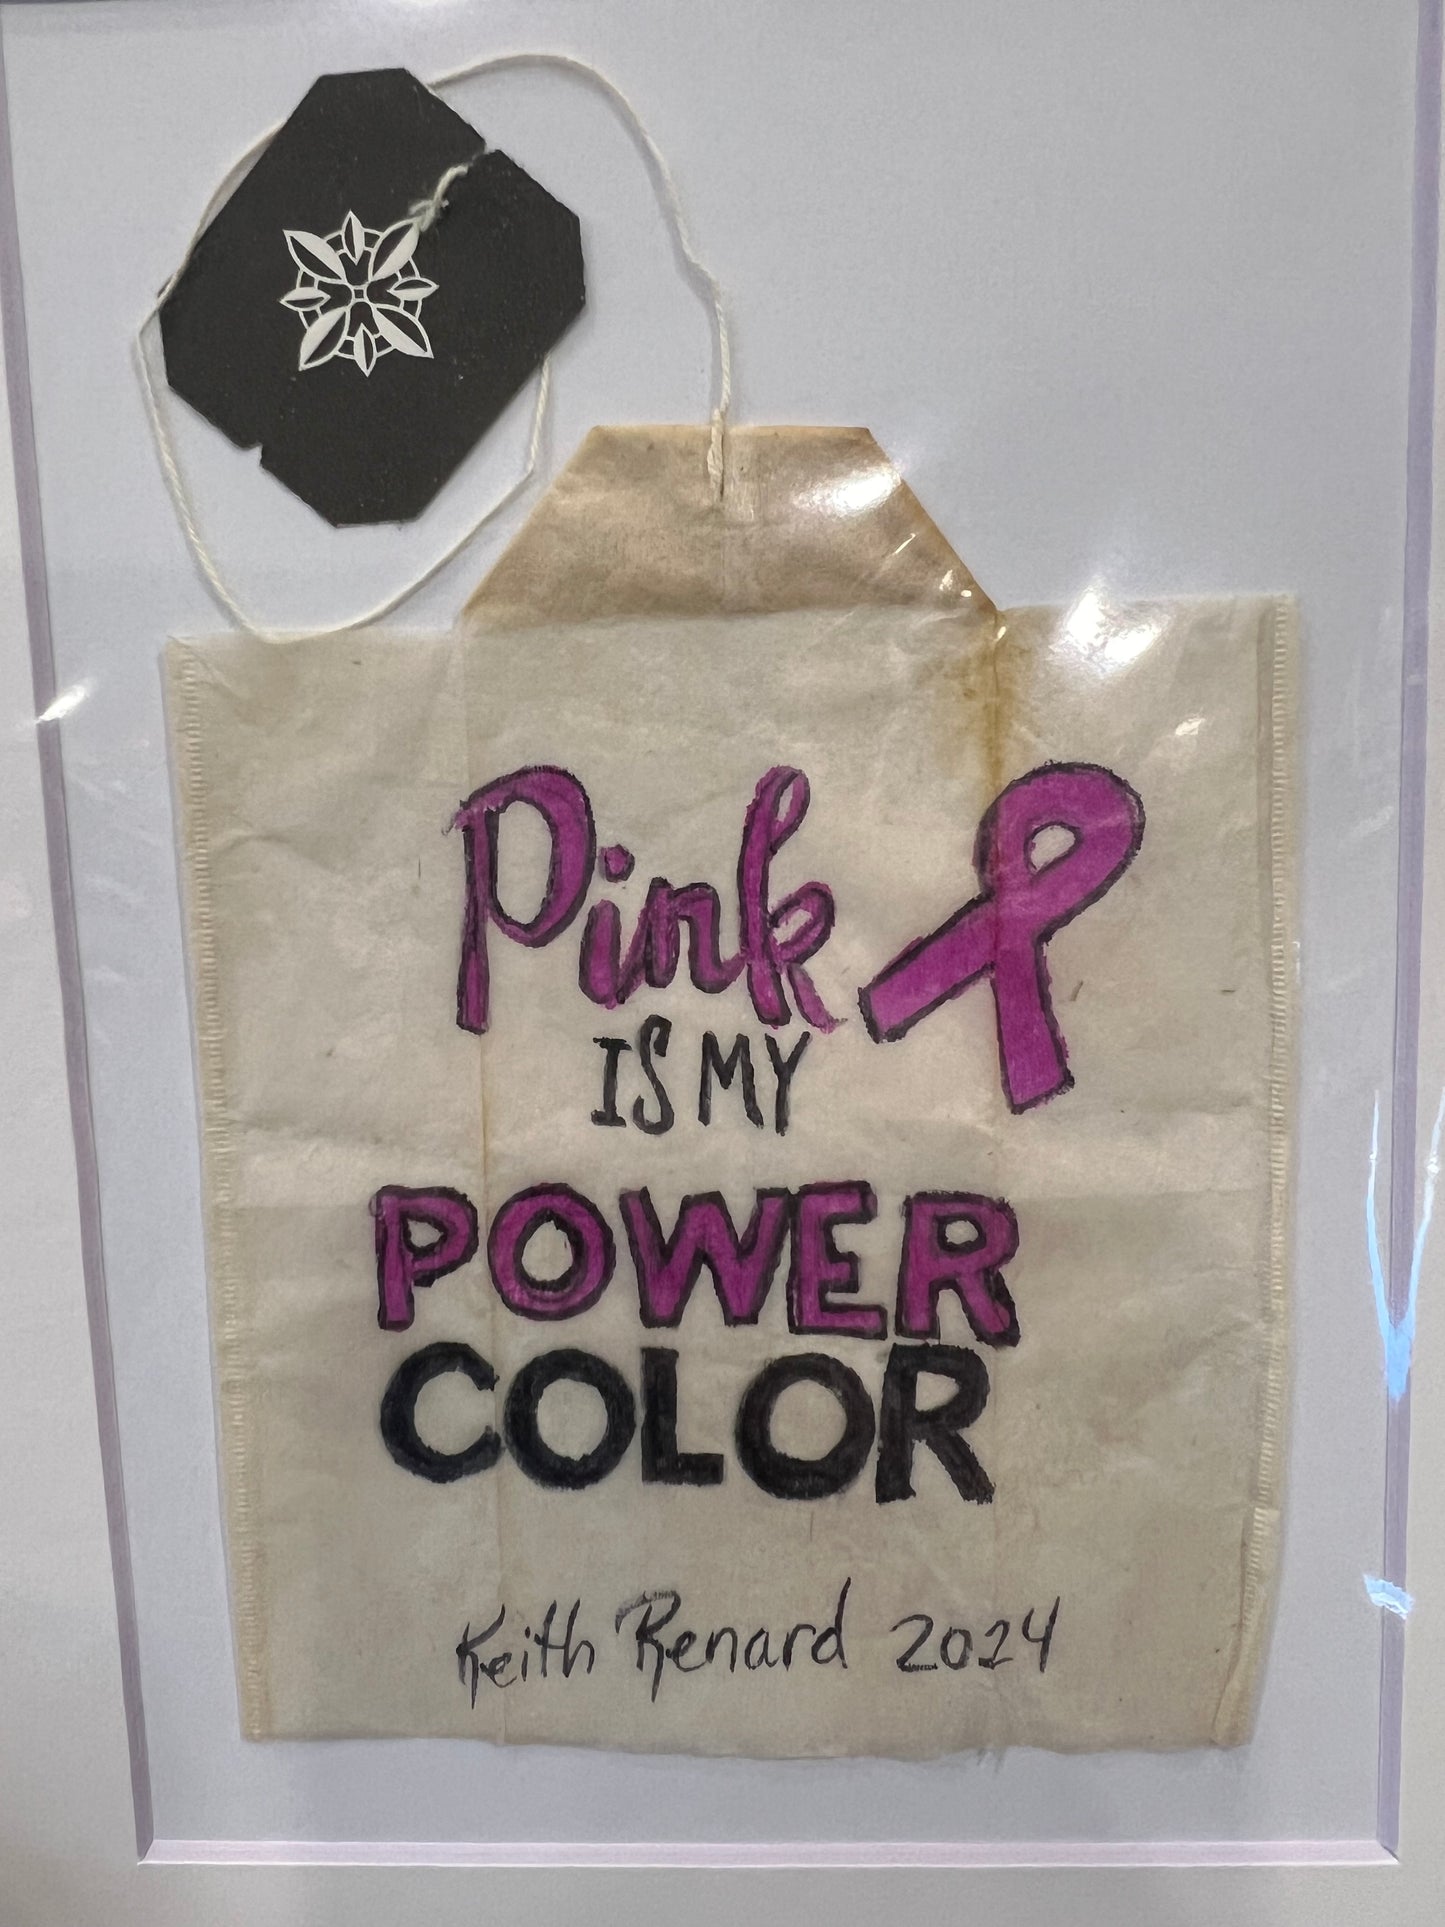 Pink
IS MY
POWER
COLOR
Keith Renard 2024